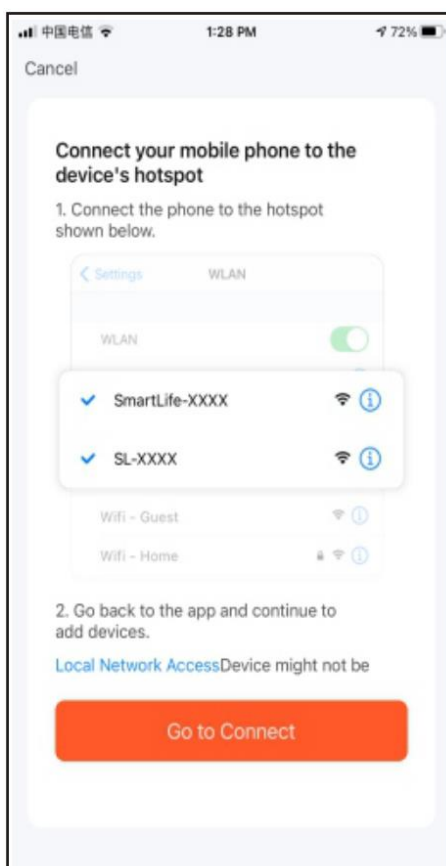 中国电信 1:28 PM 72%
Cancel
Connect your mobile phone to the
device's hotspot
1. Connect the phone to the hotspot
shown below.
Settings WLAN
WLAN
SmartLife-XXXX
SL-XXXX
Wifi - Guest
Wifi - Home
2. Go back to the app and continue to
add devices.
Local Network AccessDevice might not be
Go to Connect